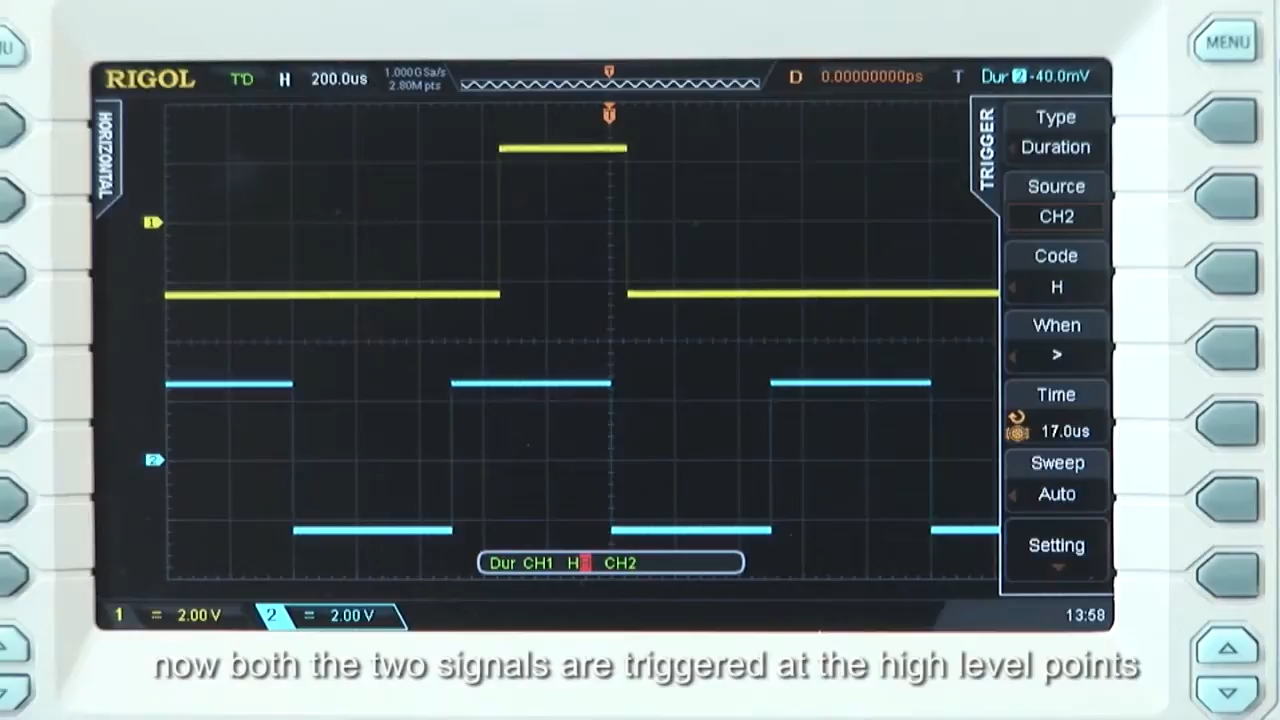 MENU
RIGOL
T'D
H 200.0us
1.000GSa/s
2.80M pts
T
D 0.00000000ps
T
Dur 2 -40.0mV
HORIZONTAL
T
TRIGGER
Type
Duration
Source
CH2
Code
H
When
>
Time
17.0us
Sweep
Auto
Setting
1
2
Dur CH1 H CH2
1 = 2.00 V
2 = 2.00 V
13:58
now both the two signals are triggered at the high level points